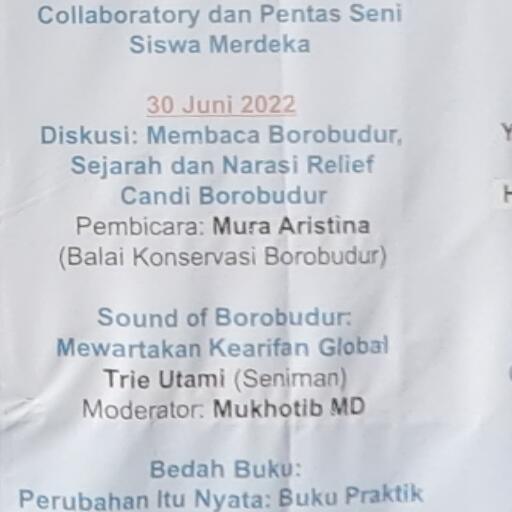 Collaboratory dan Pentas Seni
Siswa Merdeka
30 Juni 2022
Diskusi: Membaca Borobudur,
Sejarah dan Narasi Relief
Candi Borobudur
Pembicara: Mura Aristina
(Balai Konservasi Borobudur)
Sound of Borobudur:
Mewartakan Kearifan Global
Trie Utami (Seniman)
Moderator: Mukhotib MD
Bedah Buku:
Perubahan Itu Nyata: Buku Praktik